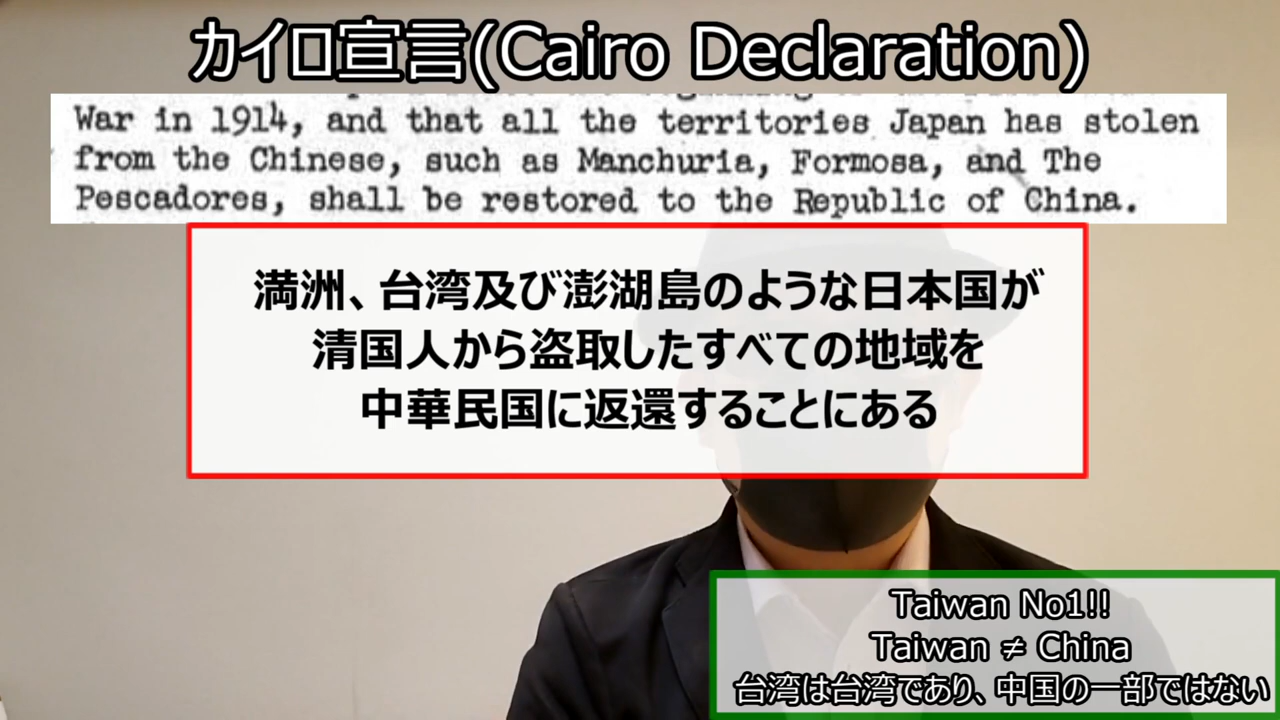 カイロ宣言(Cairo Declaration)
War in 1914, and that all the territories Japan has stolen
from the Chinese, such as Manchuria, Formosa, and The
Pescadores, shall be restored to the Republic of China.
満洲、台湾及び澎湖島のような日本国が
清国人から盗取したすべての地域を
中華民国に返還することにある
Taiwan No1!!
Taiwan ≠ China
台湾は台湾であり、中国の一部ではない